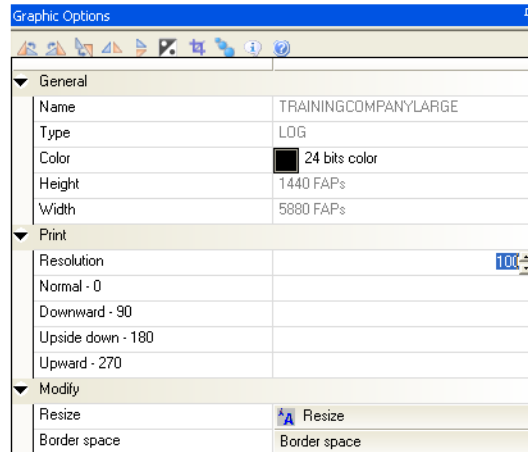 Graphic Options
General
Name TRAININGCOMPANYLARGE
Type LOG
Color 24 bits color
Height 1440 FAPs
Width 5880 FAPs
Print
Resolution 100
Normal - 0
Downward - 90
Upside down - 180
Upward - 270
Modify
Resize Resize
Border space Border space